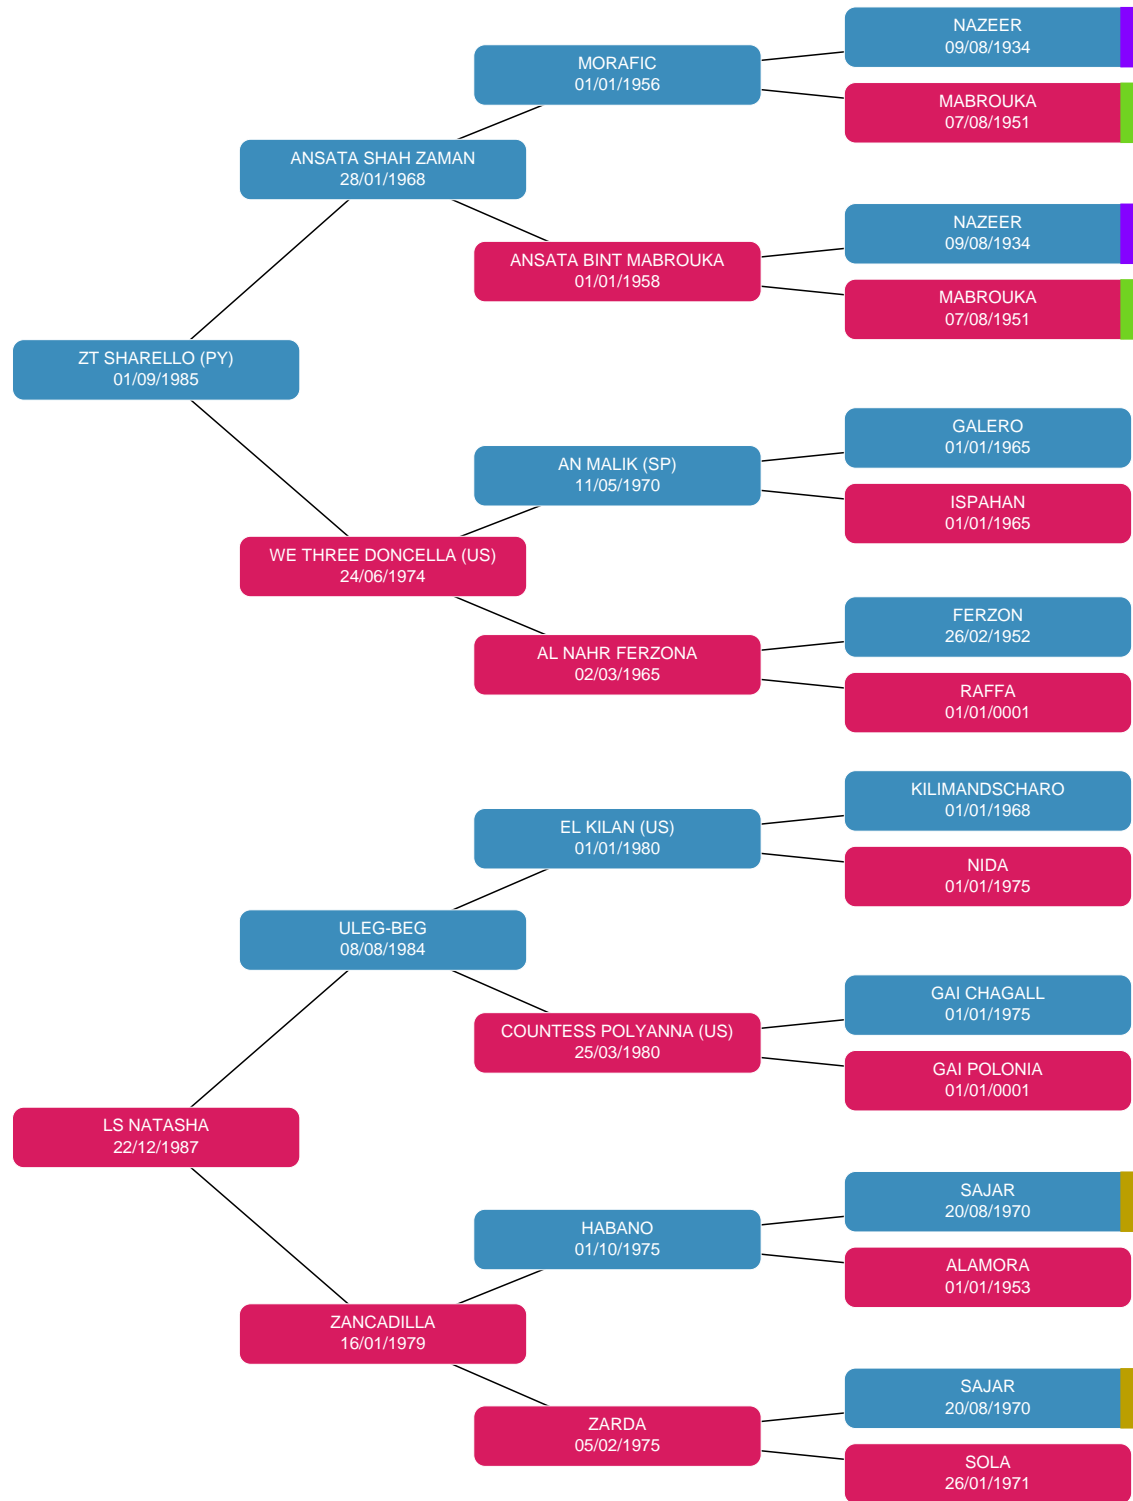 NAZEER
09/08/1934
MORAFIC
01/01/1956
MABROUKA
07/08/1951
ANSATA SHAH ZAMAN
28/01/1968
NAZEER
09/08/1934
ANSATA BINT MABROUKA
01/01/1958
MABROUKA
07/08/1951
ZT SHARELLO (PY)
01/09/1985
GALERO
01/01/1965
AN MALIK (SP)
11/05/1970
ISPAHAN
01/01/1965
WE THREE DONCELLA (US)
24/06/1974
FERZON
26/02/1952
AL NAHR FERZONA
02/03/1965
RAFFA
01/01/0001
KILIMANDSCHARO
01/01/1968
EL KILAN (US)
01/01/1980
NIDA
01/01/1975
ULEG-BEG
08/08/1984
GAI CHAGALL
01/01/1975
COUNTESS POLYANNA (US)
25/03/1980
GAI POLONIA
01/01/0001
LS NATASHA
22/12/1987
SAJAR
20/08/1970
HABANO
01/10/1975
ALAMORA
01/01/1953
ZANCADILLA
16/01/1979
SAJAR
20/08/1970
ZARDA
05/02/1975
SOLA
26/01/1971